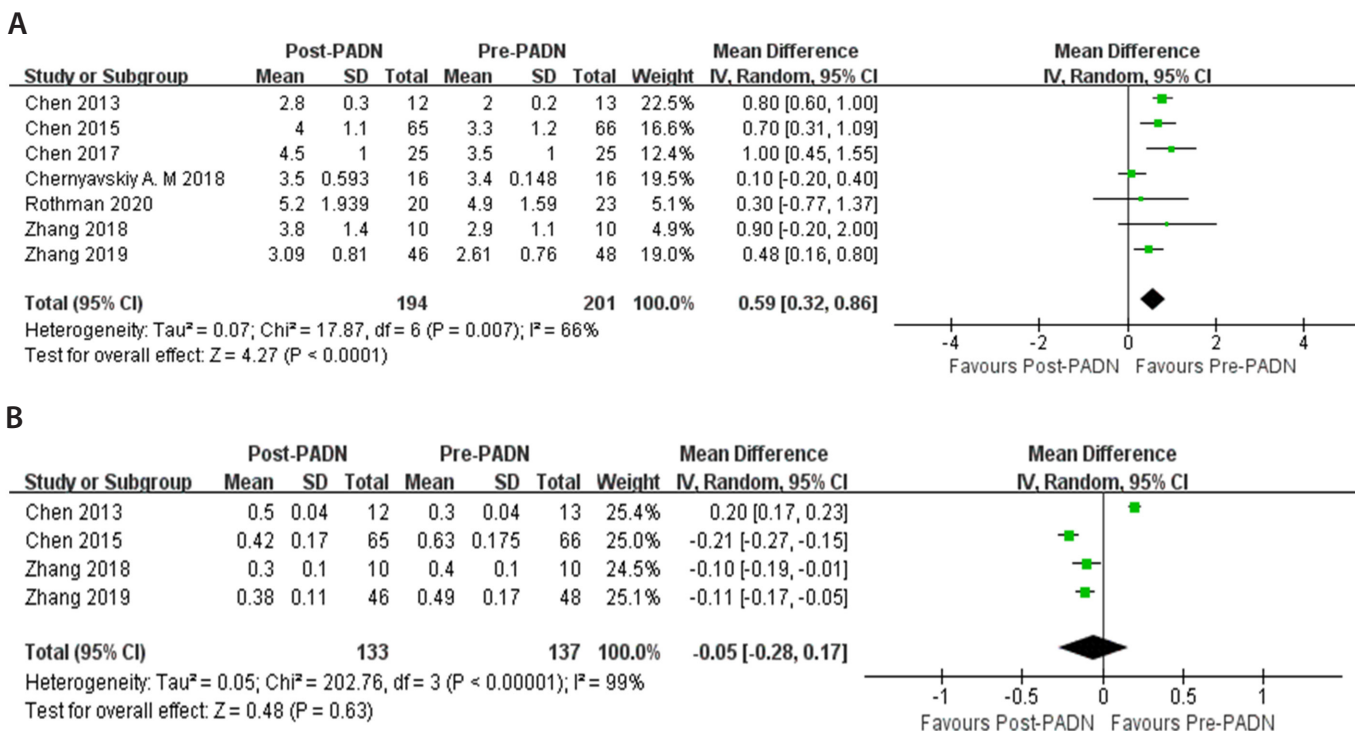 A
Post-PADN Pre-PADN Mean Difference Mean Difference
Study or Subgroup Mean SD Total Mean SD Total Weight IV, Random, 95% CI IV, Random, 95% CI
Chen 2013 2.8 0.3 12 2 0.2 13 22.5% 0.80 [0.60, 1.00]
Chen 2015 4 1.1 65 3.3 1.2 66 16.6% 0.70 [0.31, 1.09]
Chen 2017 4.5 1 25 3.5 1 25 12.4% 1.00 [0.45, 1.55]
Chernyavskiy A. M 2018 3.5 0.593 16 3.4 0.148 16 19.5% 0.10 [-0.20, 0.40]
Rothman 2020 5.2 1.939 20 4.9 1.59 23 5.1% 0.30 [-0.77, 1.37]
Zhang 2018 3.8 1.4 10 2.9 1.1 10 4.9% 0.90 [-0.20, 2.00]
Zhang 2019 3.09 0.81 46 2.61 0.76 48 19.0% 0.48 [0.16, 0.80]
Total (95% CI) 194 201 100.0% 0.59 [0.32, 0.86]
Heterogeneity: Tau² = 0.07; Chi² = 17.87, df = 6 (P = 0.007); I² = 66%
Test for overall effect: Z = 4.27 (P < 0.0001)
-4 -2 0 2 4
Favours Post-PADN Favours Pre-PADN
B
Post-PADN Pre-PADN Mean Difference Mean Difference
Study or Subgroup Mean SD Total Mean SD Total Weight IV, Random, 95% CI IV, Random, 95% CI
Chen 2013 0.5 0.04 12 0.3 0.04 13 25.4% 0.20 [0.17, 0.23]
Chen 2015 0.42 0.17 65 0.63 0.175 66 25.0% -0.21 [-0.27, -0.15]
Zhang 2018 0.3 0.1 10 0.4 0.1 10 24.5% -0.10 [-0.19, -0.01]
Zhang 2019 0.38 0.11 46 0.49 0.17 48 25.1% -0.11 [-0.17, -0.05]
Total (95% CI) 133 137 100.0% -0.05 [-0.28, 0.17]
Heterogeneity: Tau² = 0.05; Chi² = 202.76, df = 3 (P < 0.00001); I² = 99%
Test for overall effect: Z = 0.48 (P = 0.63)
-1 -0.5 0 0.5 1
Favours Post-PADN Favours Pre-PADN